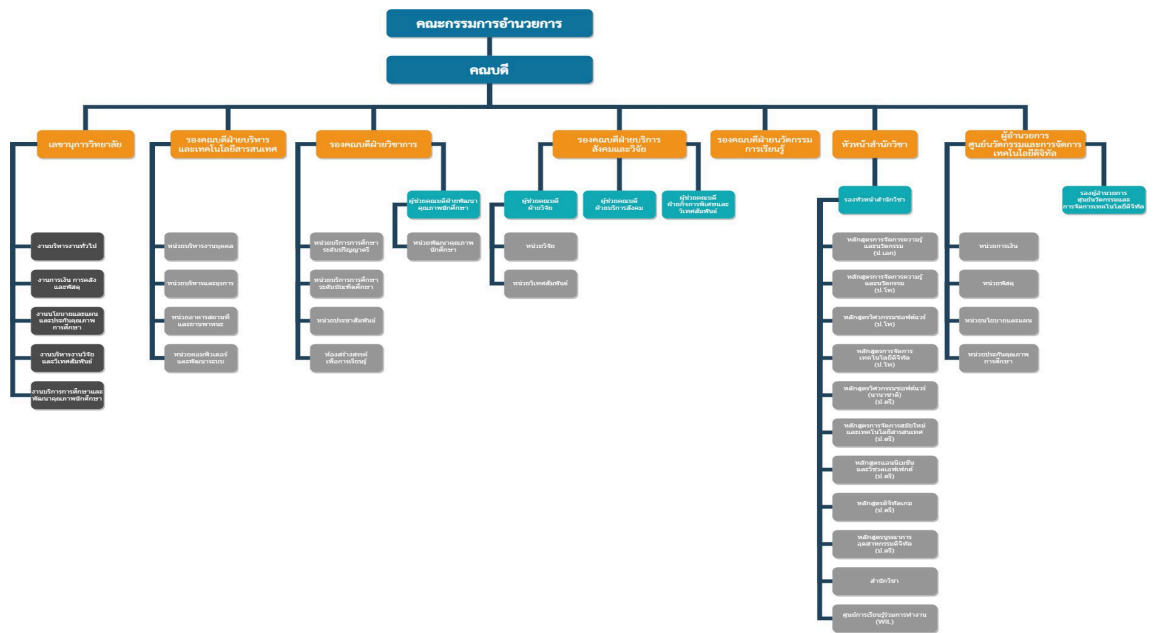 คณะกรรมการอำนวยการ
คณบดี
เลขานุการวิทยาลัย
รองคณบดีฝ่ายบริหาร
และเทคโนโลยีสารสนเทศ
รองคณบดีฝ่ายวิชาการ
รองคณบดีฝ่ายบริการ
สังคมและวิจัย
รองคณบดีฝ่ายนวัตกรรม
การเรียนรู้
หัวหน้าสำนักวิชา
ผู้อำนวยการ
ศูนย์นวัตกรรมและการจัดการ
เทคโนโลยีดิจิทัล
ผู้ช่วยคณบดีฝ่ายพัฒนา
คุณภาพนักศึกษา
ผู้ช่วยคณบดี
ฝ่ายวิจัย
ผู้ช่วยคณบดี
ฝ่ายบริการสังคม
ผู้ช่วยคณบดี
ฝ่ายกิจการพิเศษและ
วิเทศสัมพันธ์
รองหัวหน้าสำนักวิชา
รองผู้อำนวยการ
ศูนย์นวัตกรรมและ
การจัดการเทคโนโลยีดิจิทัล
งานบริหารงานทั่วไป
งานการเงิน การคลัง
และพัสดุ
งานนโยบายและแผน
และประกันคุณภาพ
การศึกษา
งานบริหารงานวิจัย
และวิเทศสัมพันธ์
งานบริการการศึกษาและ
พัฒนาคุณภาพนักศึกษา
หน่วยบริหารงานบุคคล
หน่วยบริหารและธุรการ
หน่วยอาคารสถานที่
และยานพาหนะ
หน่วยคอมพิวเตอร์
และพัฒนาระบบ
หน่วยบริการการศึกษา
ระดับปริญญาตรี
หน่วยบริการการศึกษา
ระดับบัณฑิตศึกษา
หน่วยประชาสัมพันธ์
ห้องสร้างสรรค์
เพื่อการเรียนรู้
หน่วยพัฒนาคุณภาพ
นักศึกษา
หน่วยวิจัย
หน่วยวิเทศสัมพันธ์
หลักสูตรการจัดการความรู้
และนวัตกรรม
(ป.เอก)
หลักสูตรการจัดการความรู้
และนวัตกรรม
(ป.โท)
หลักสูตรวิศวกรรมซอฟต์แวร์
(ป.โท)
หลักสูตรการจัดการ
เทคโนโลยีดิจิทัล
(ป.โท)
หลักสูตรวิศวกรรมซอฟต์แวร์
(นานาชาติ)
(ป.ตรี)
หลักสูตรการจัดการสมัยใหม่
และเทคโนโลยีสารสนเทศ
(ป.ตรี)
หลักสูตรแอนนิเมชัน
และวิชวลเอฟเฟกต์
(ป.ตรี)
หลักสูตรดิจิทัลเกม
(ป.ตรี)
หลักสูตรบูรณาการ
อุตสาหกรรมดิจิทัล
(ป.ตรี)
สำนักวิชา
ศูนย์การเรียนรู้ร่วมการทำงาน
(WiL)
หน่วยการเงิน
หน่วยพัสดุ
หน่วยนโยบายและแผน
หน่วยประกันคุณภาพ
การศึกษา